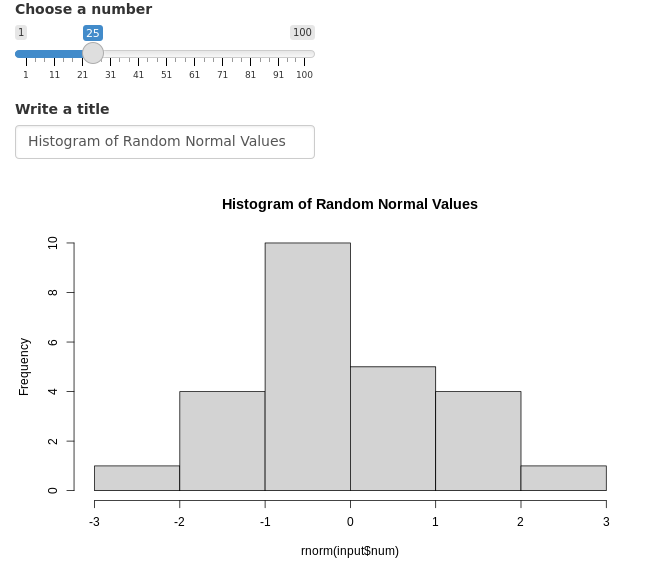 Choose a number
1 25 100
1 11 21 31 41 51 61 71 81 91 100
Write a title
Histogram of Random Normal Values
Histogram of Random Normal Values
Frequency
10
8
6
4
2
0
-3 -2 -1 0 1 2 3
rnorm(input$num)